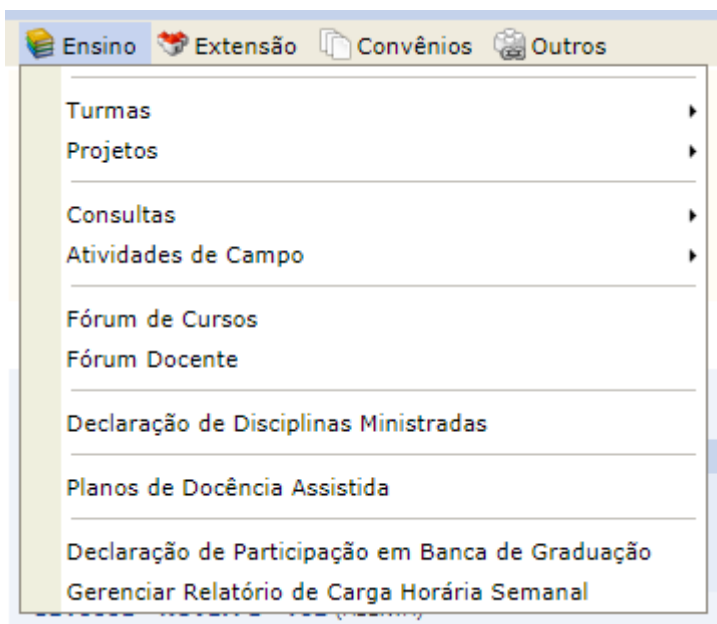 Ensino Extensão Convênios Outros
Turmas
Projetos
Consultas
Atividades de Campo
Fórum de Cursos
Fórum Docente
Declaração de Disciplinas Ministradas
Planos de Docência Assistida
Declaração de Participação em Banca de Graduação
Gerenciar Relatório de Carga Horária Semanal